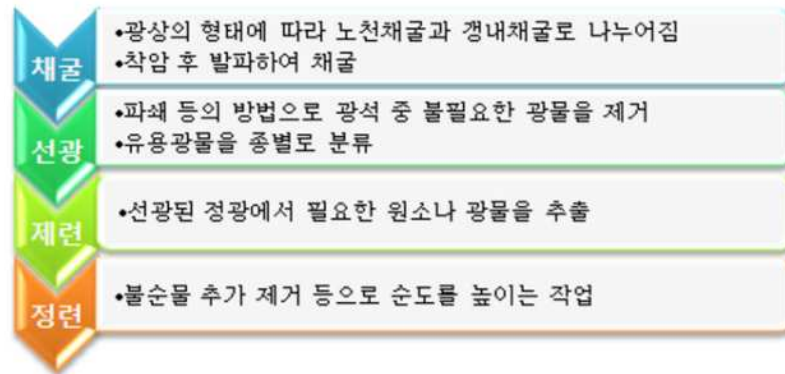 채굴
•광상의 형태에 따라 노천채굴과 갱내채굴로 나누어짐
•착암 후 발파하여 채굴
선광
•파쇄 등의 방법으로 광석 중 불필요한 광물을 제거
•유용광물을 종별로 분류
제련
•선광된 정광에서 필요한 원소나 광물을 추출
정련
•불순물 추가 제거 등으로 순도를 높이는 작업